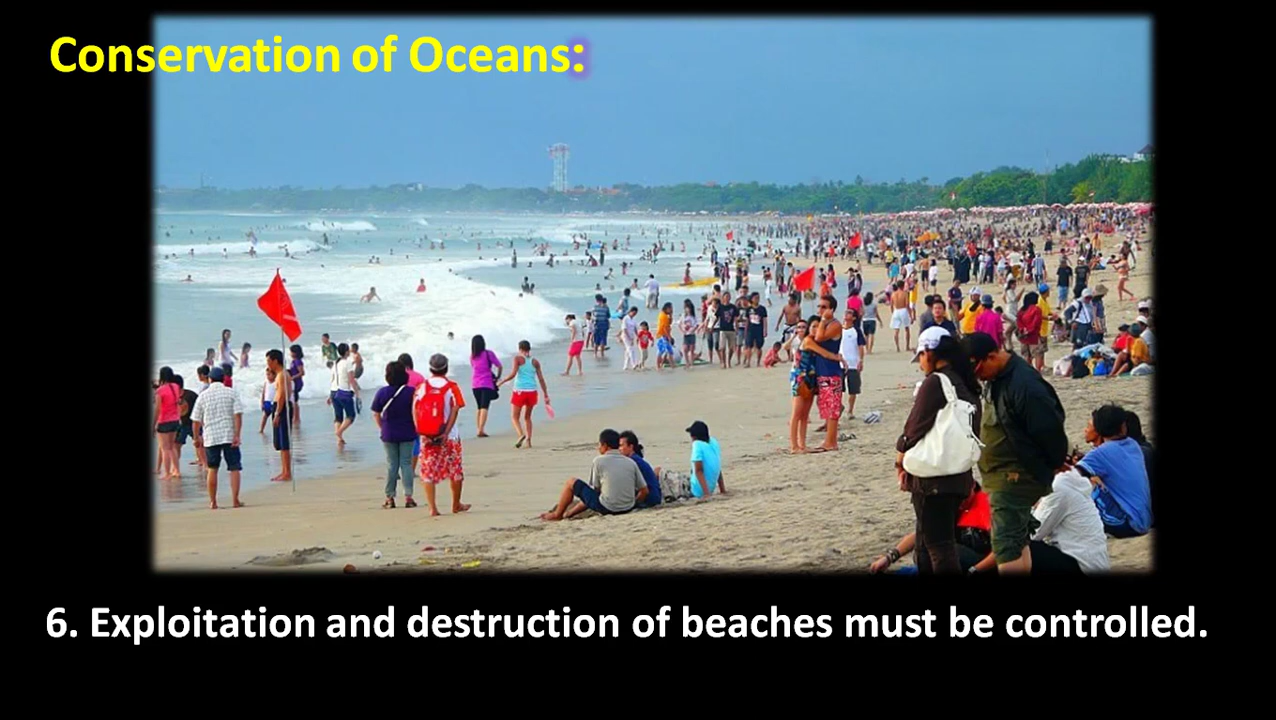 Conservation of Oceans:
6. Exploitation and destruction of beaches must be controlled.